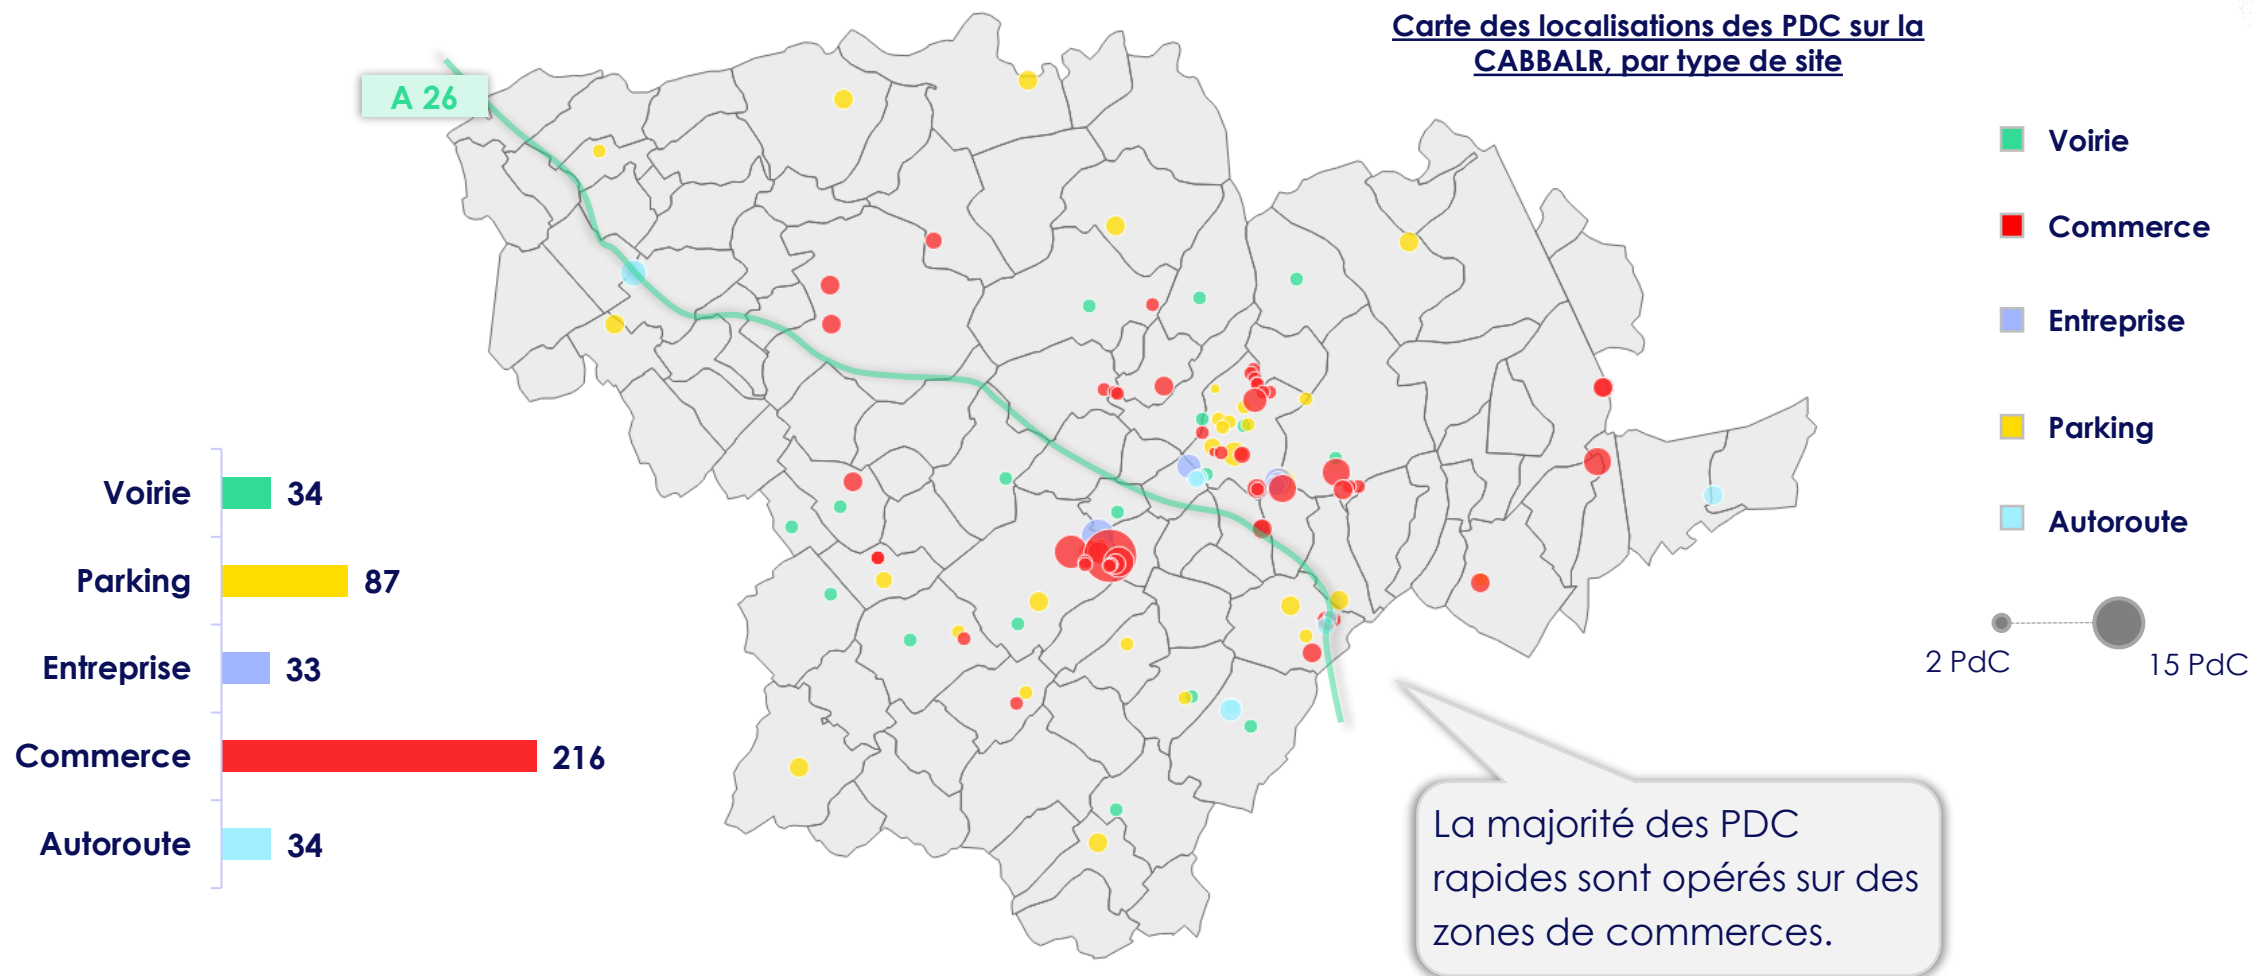 Carte des localisations des PDC sur la
CABBALR, par type de site
A 26
Voirie
Commerce
Entreprise
Parking
Autoroute
2 PdC
15 PdC
Voirie 34
Parking 87
Entreprise 33
Commerce 216
Autoroute 34
La majorité des PDC
rapides sont opérés sur des
zones de commerces.